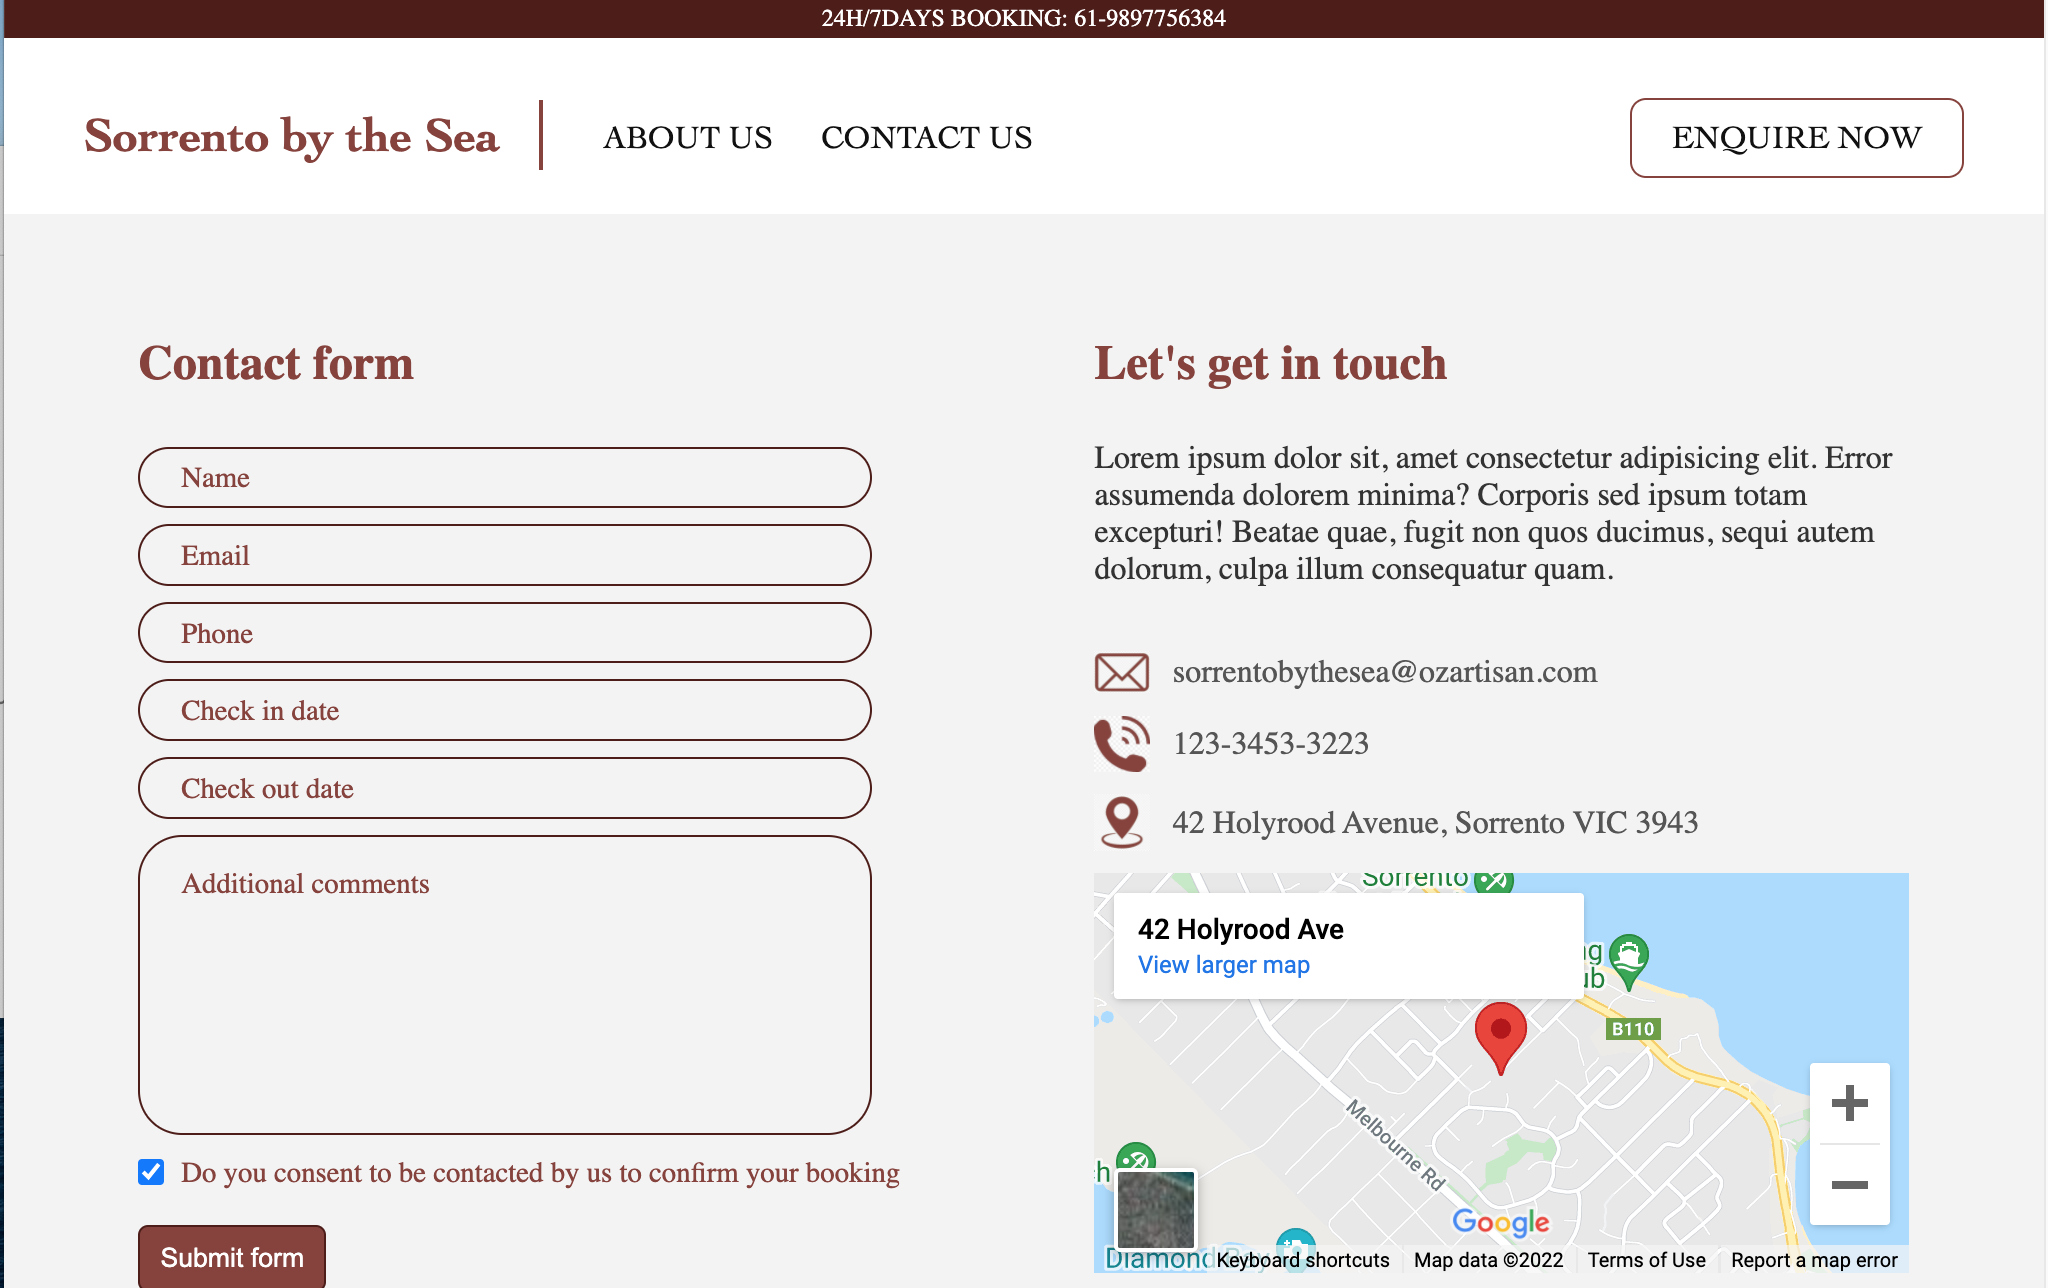 24H/7DAYS BOOKING: 61-9897756384
Sorrento by the Sea
ABOUT US
CONTACT US
ENQUIRE NOW
Contact form
Name
Email
Phone
Check in date
Check out date
Additional comments
Do you consent to be contacted by us to confirm your booking
Submit form
Let's get in touch
Lorem ipsum dolor sit, amet consectetur adipisicing elit. Error
assumenda dolorem minima? Corporis sed ipsum totam
excepturi! Beatae quae, fugit non quos ducimus, sequi autem
dolorum, culpa illum consequatur quam.
sorrentobythesea@ozartisan.com
123-3453-3223
42 Holyrood Avenue, Sorrento VIC 3943
Sorrento
42 Holyrood Ave
View larger map
B110
Melbourne Rd
Google
Diamond
Keyboard shortcuts
Map data ©2022
Terms of Use
Report a map error